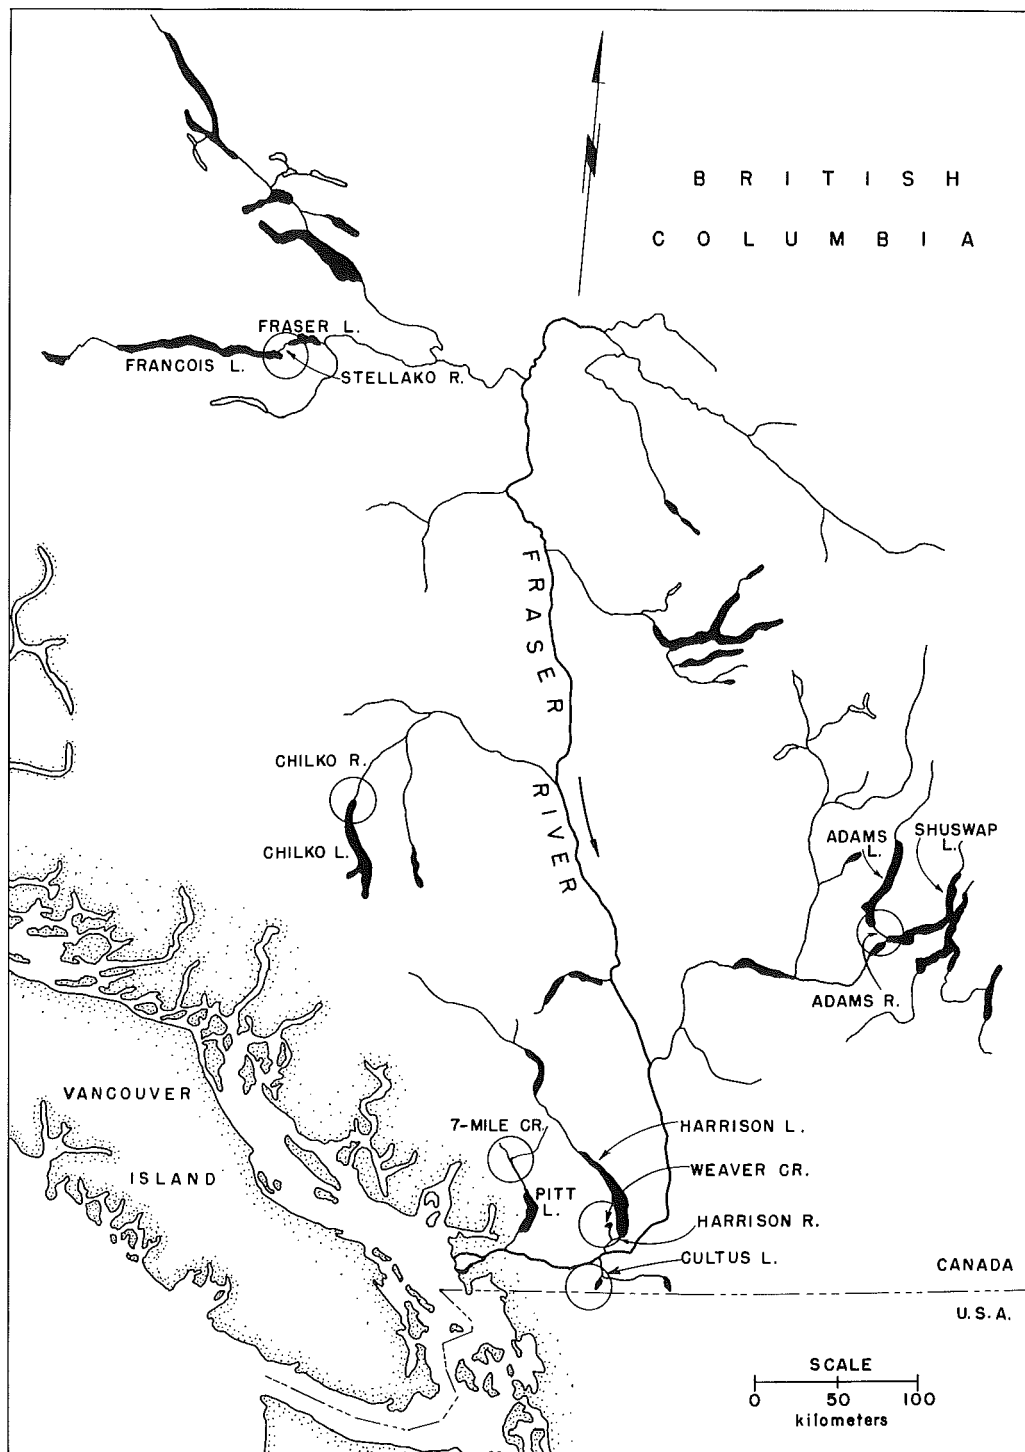 BRITISH
COLUMBIA
FRASER L.
FRANCOIS L.
STELLAKO R.
FRASER
RIVER
CHILKO R.
CHILKO L.
ADAMS
L.
SHUSWAP
L.
ADAMS R.
VANCOUVER
ISLAND
7-MILE CR.
PITT
L.
HARRISON L.
WEAVER CR.
HARRISON R.
CULTUS L.
CANADA
U.S.A.
SCALE
0 50 100
kilometers
N